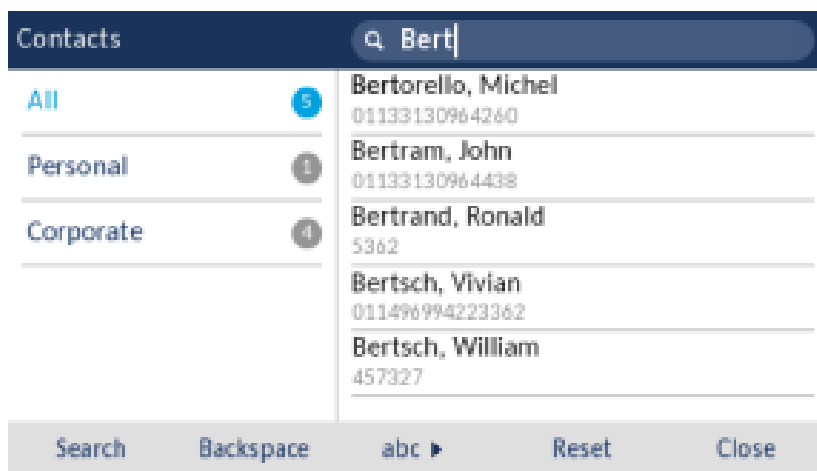 Contacts
Bert
All 5
Personal 1
Corporate 4
Bertorello, Michel
01133130964260
Bertram, John
01133130964438
Bertrand, Ronald
5362
Bertsch, Vivian
011496994223362
Bertsch, William
457327
Search Backspace abc Reset Close